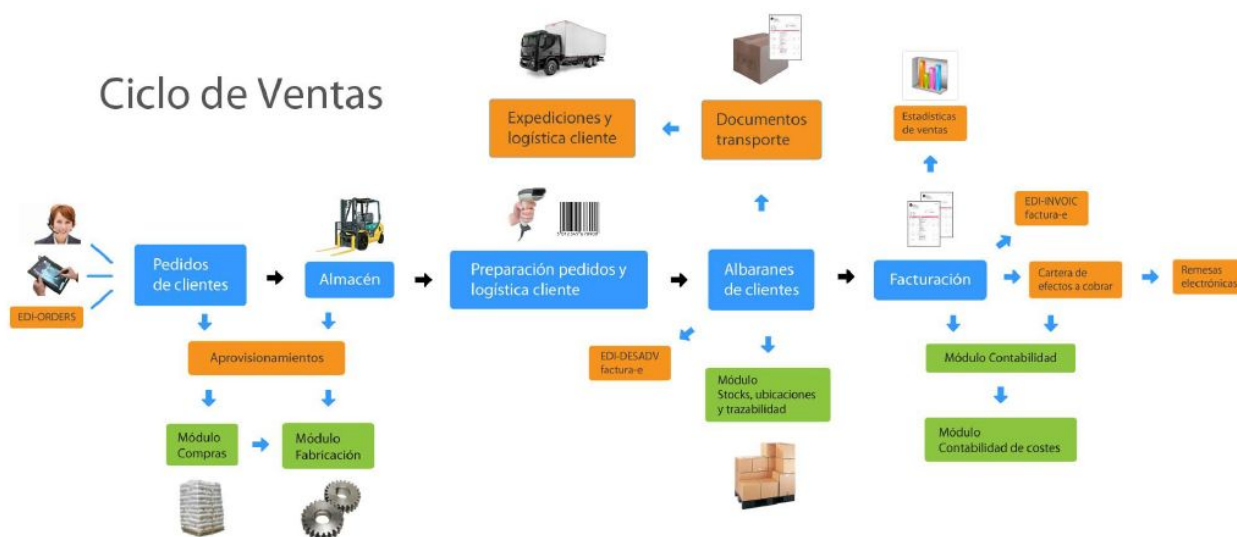 Ciclo de Ventas
Expediciones y
logística cliente
Documentos
transporte
Estadísticas
de ventas
EDI-INVOIC
factura-e
EDI-ORDERS
Pedidos
de clientes
Almacén
Preparación pedidos y
logística cliente
Albaranes
de clientes
Facturación
Cartera de
efectos a cobrar
Remesas
electrónicas
Aprovisionamientos
EDI-DESADV
factura-e
Módulo
Stocks, ubicaciones
y trazabilidad
Módulo Contabilidad
Módulo
Compras
Módulo
Fabricación
Módulo
Contabilidad de costes